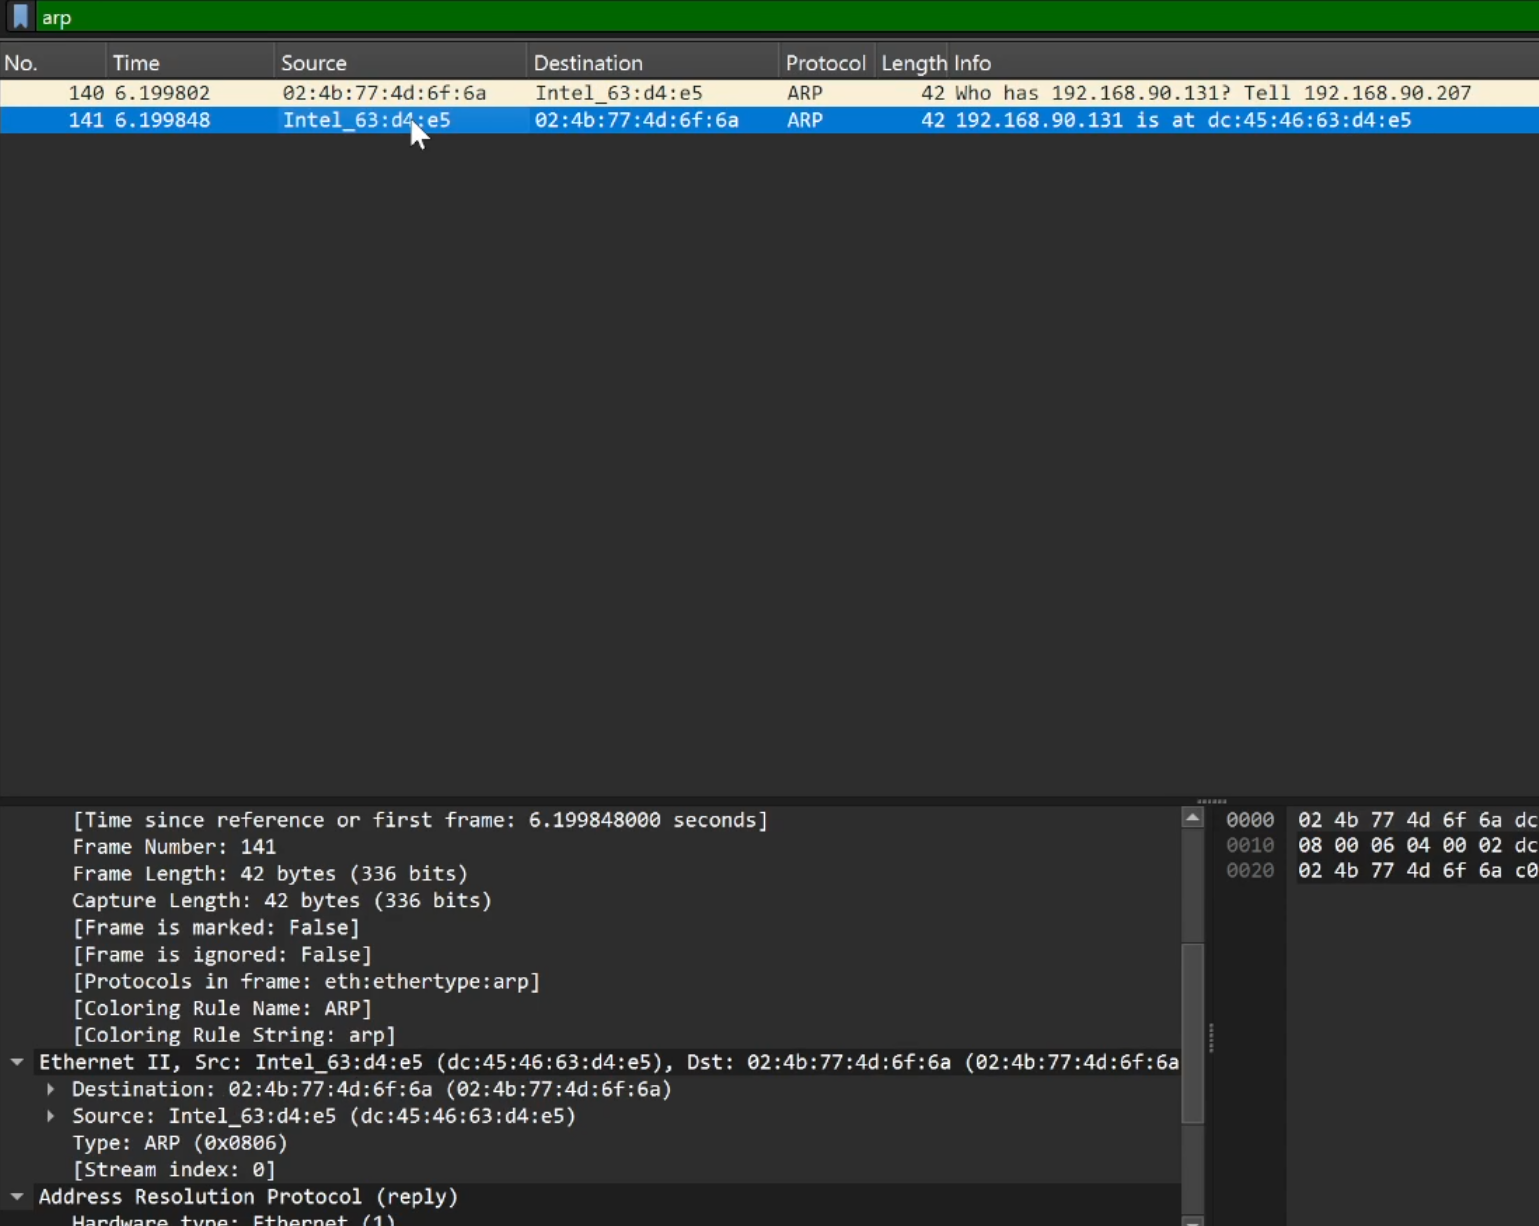 arp
No. Time Source Destination Protocol Length Info
140 6.199802 02:4b:77:4d:6f:6a Intel_63:d4:e5 ARP 42 Who has 192.168.90.131? Tell 192.168.90.207
141 6.199848 Intel_63:d4:e5 02:4b:77:4d:6f:6a ARP 42 192.168.90.131 is at dc:45:46:63:d4:e5
[Time since reference or first frame: 6.199848000 seconds]
Frame Number: 141
Frame Length: 42 bytes (336 bits)
Capture Length: 42 bytes (336 bits)
[Frame is marked: False]
[Frame is ignored: False]
[Protocols in frame: eth:ethertype:arp]
[Coloring Rule Name: ARP]
[Coloring Rule String: arp]
Ethernet II, Src: Intel_63:d4:e5 (dc:45:46:63:d4:e5), Dst: 02:4b:77:4d:6f:6a (02:4b:77:4d:6f:6a
Destination: 02:4b:77:4d:6f:6a (02:4b:77:4d:6f:6a)
Source: Intel_63:d4:e5 (dc:45:46:63:d4:e5)
Type: ARP (0x0806)
[Stream index: 0]
Address Resolution Protocol (reply)
Hardware type: Ethernet (1)
0000 02 4b 77 4d 6f 6a dc
0010 08 00 06 04 00 02 dc
0020 02 4b 77 4d 6f 6a c0